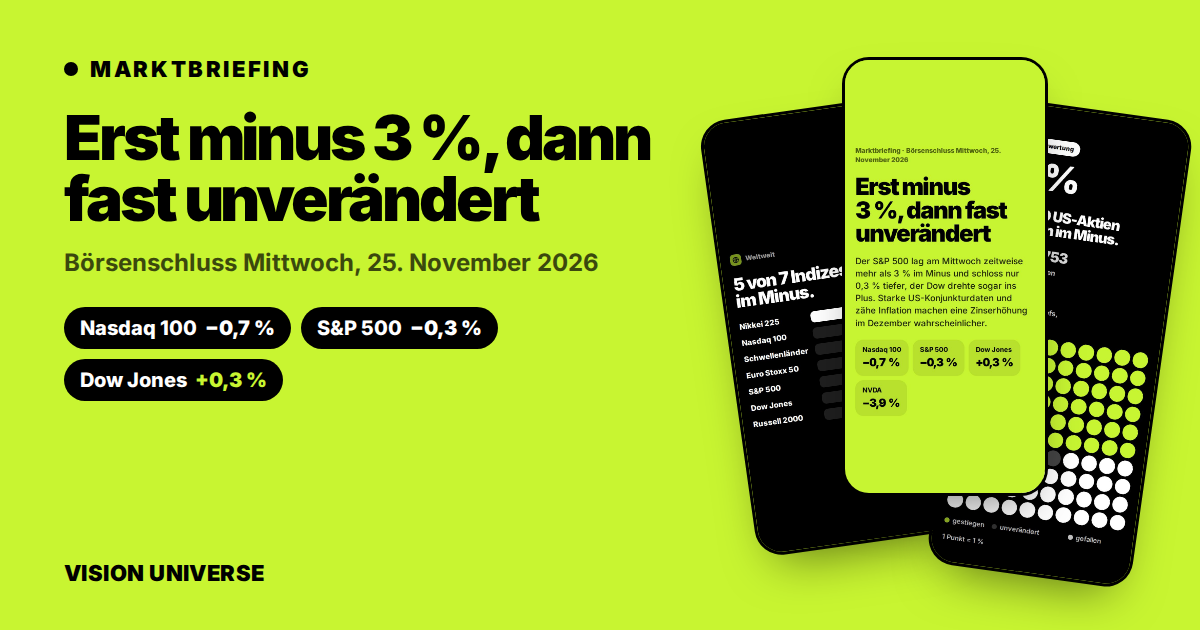 MARKTBRIEFING
Erst minus 3 %, dann
fast unverändert
Börsenschluss Mittwoch, 25. November 2026
Nasdaq 100 −0,7 %
S&P 500 −0,3 %
Dow Jones +0,3 %
VISION UNIVERSE
Weltweit
5 von 7 Indizes
im Minus.
Nikkei 225
Nasdaq 100
Schwellenländer
Euro Stoxx 50
S&P 500
Dow Jones
Russell 2000
Marktbriefing · Börsenschluss Mittwoch, 25.
November 2026
Erst minus
3 %, dann fast
unverändert
Der S&P 500 lag am Mittwoch zeitweise
mehr als 3 % im Minus und schloss nur
0,3 % tiefer, der Dow drehte sogar ins
Plus. Starke US-Konjunkturdaten und
zähe Inflation machen eine Zinserhöhung
im Dezember wahrscheinlicher.
Nasdaq 100
−0,7 %
S&P 500
−0,3 %
Dow Jones
+0,3 %
NVDA
−3,9 %
%
US-Aktien
im Minus.
gestiegen
unverändert
gefallen
1 Punkt = 1 %